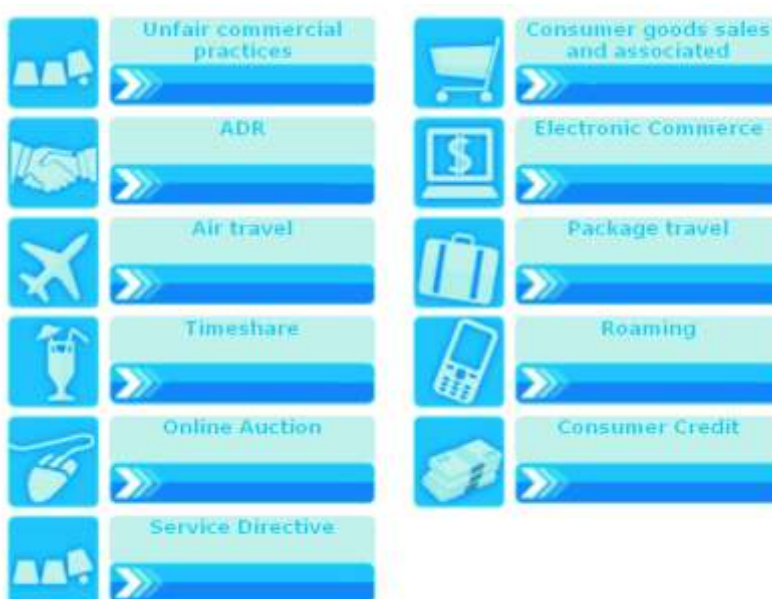 Unfair commercial
practices
Consumer goods sales
and associated
ADR
Electronic Commerce
Air travel
Package travel
Timeshare
Roaming
Online Auction
Consumer Credit
Service Directive